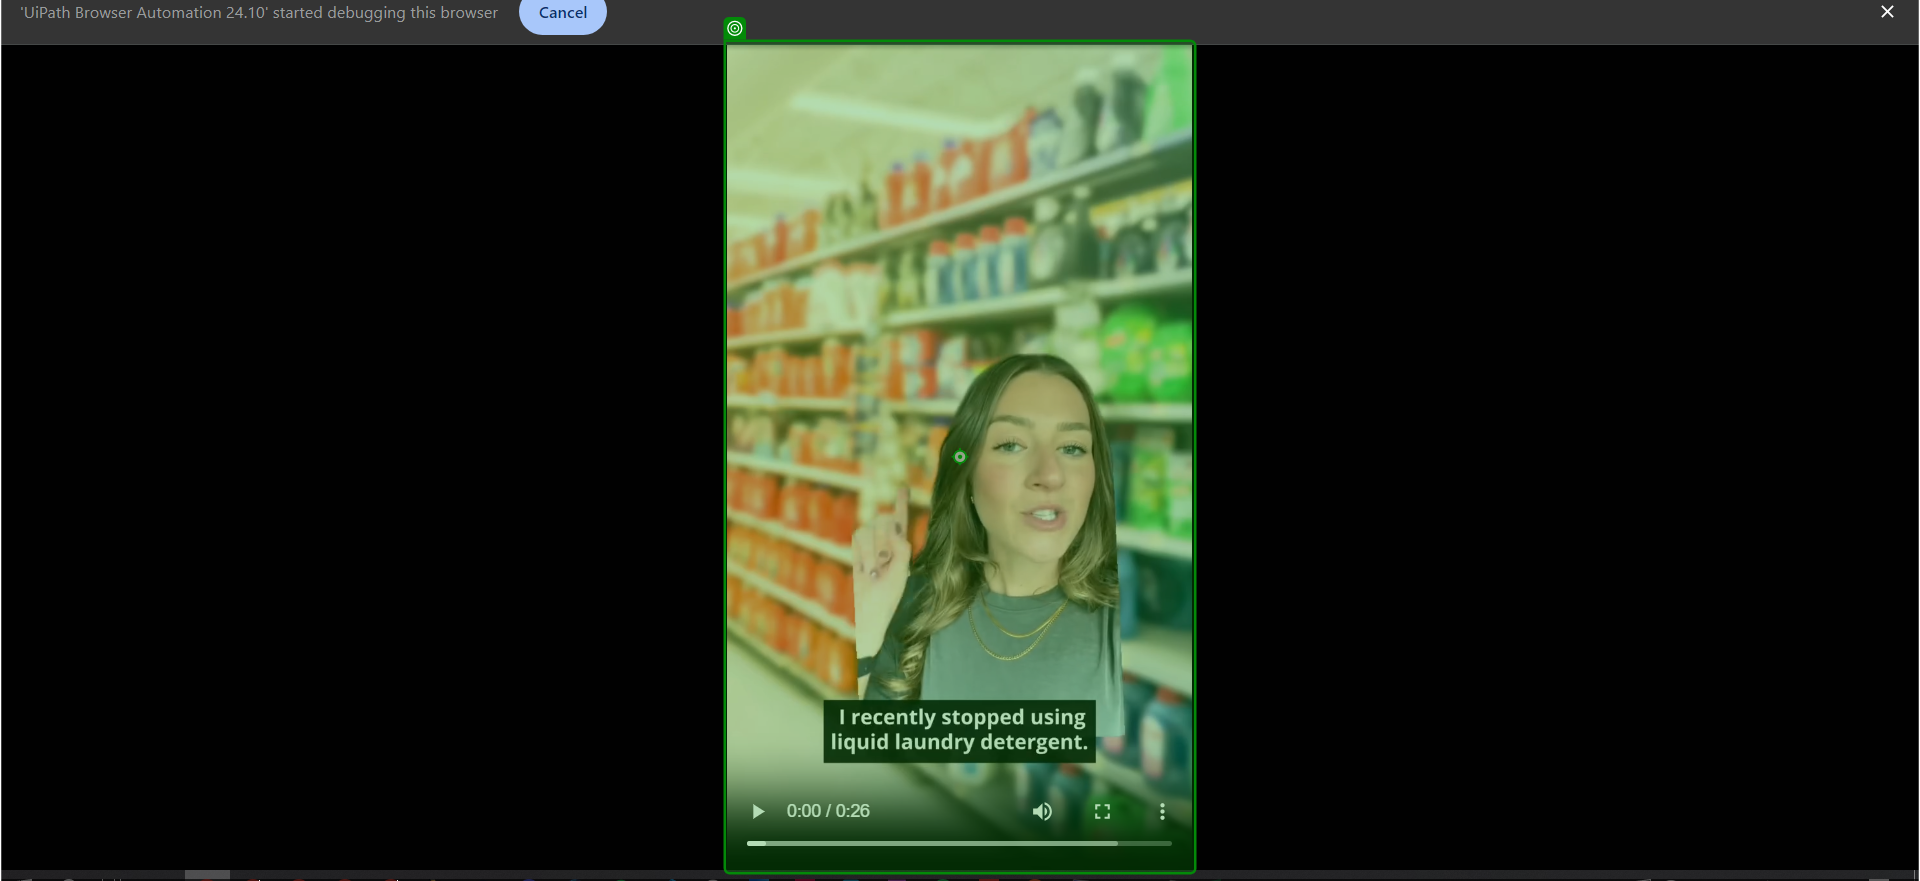 'UiPath Browser Automation 24.10' started debugging this browser
Cancel
I recently stopped using
liquid laundry detergent.
0:00 / 0:26